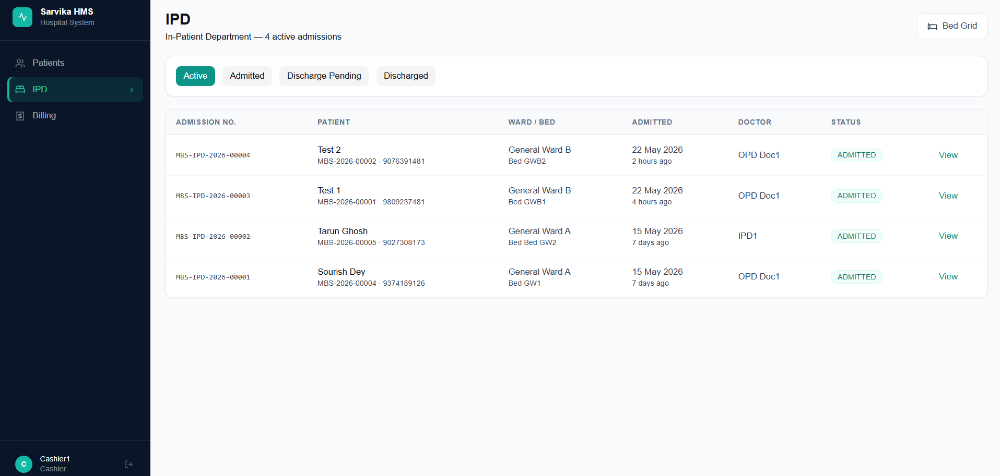 Sarvika HMS
Hospital System
Patients
IPD
Billing
Cashier1
Cashier
C
IPD
In-Patient Department — 4 active admissions
Bed Grid
Active Admitted Discharge Pending Discharged
ADMISSION NO. PATIENT WARD / BED ADMITTED DOCTOR STATUS
MBS-IPD-2026-00004 Test 2 General Ward B 22 May 2026 OPD Doc1 ADMITTED View
MBS-2026-00002 · 9076391481 Bed GWB2 2 hours ago
MBS-IPD-2026-00003 Test 1 General Ward B 22 May 2026 OPD Doc1 ADMITTED View
MBS-2026-00001 · 9809237481 Bed GWB1 4 hours ago
MBS-IPD-2026-00002 Tarun Ghosh General Ward A 15 May 2026 IPD1 ADMITTED View
MBS-2026-00005 · 9027308173 Bed Bed GW2 7 days ago
MBS-IPD-2026-00001 Sourish Dey General Ward A 15 May 2026 OPD Doc1 ADMITTED View
MBS-2026-00004 · 9374189126 Bed GW1 7 days ago